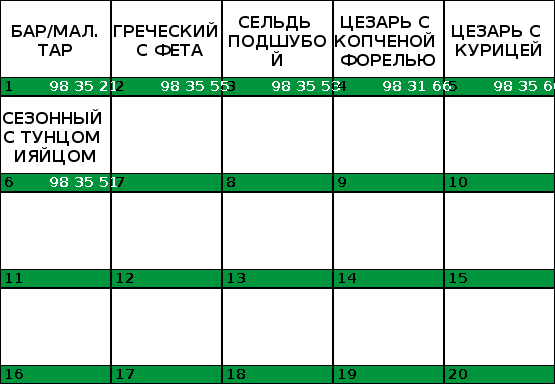 БАР/МАЛ.
ТАР
ГРЕЧЕСКИЙ
С ФЕТА
СЕЛЬДЬ
ПОДШУБО
Й
ЦЕЗАРЬ С
КОПЧЕНОЙ
ФОРЕЛЬЮ
ЦЕЗАРЬ С
КУРИЦЕЙ
1 98 35 21
2 98 35 55
3 98 35 53
4 98 31 66
5 98 35 6
СЕЗОННЫЙ
С ТУНЦОМ
ИЯЙЦОМ
6 98 35 51
7
8
9
10
11
12
13
14
15
16
17
18
19
20